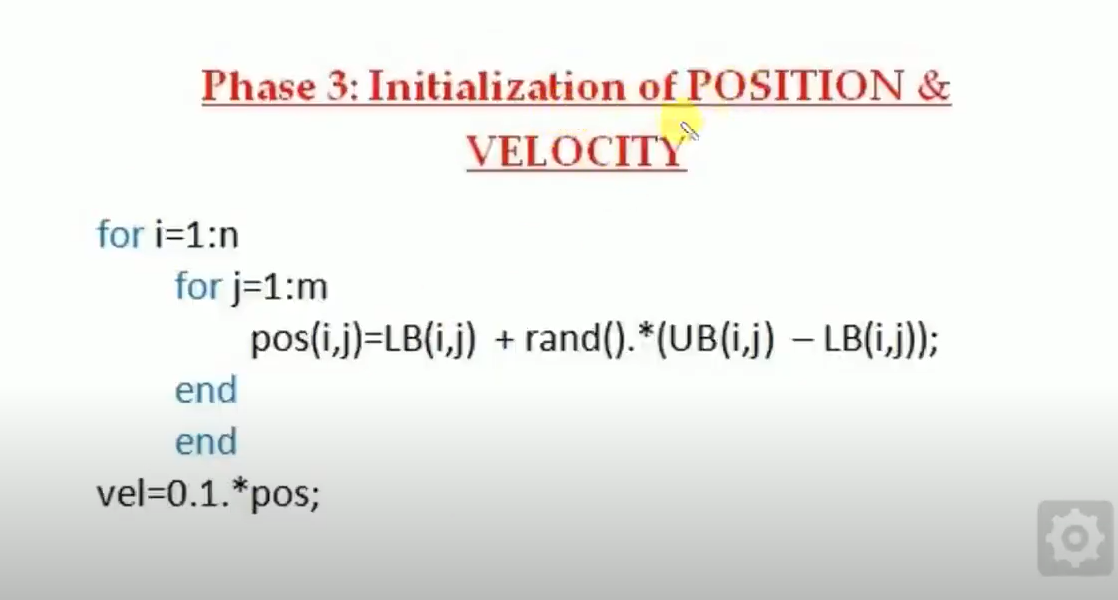 Phase 3: Initialization of POSITION &
VELOCITY
for i=1:n
for j=1:m
pos(i,j)=LB(i,j) + rand().*(UB(i,j) – LB(i,j));
end
end
vel=0.1.*pos;